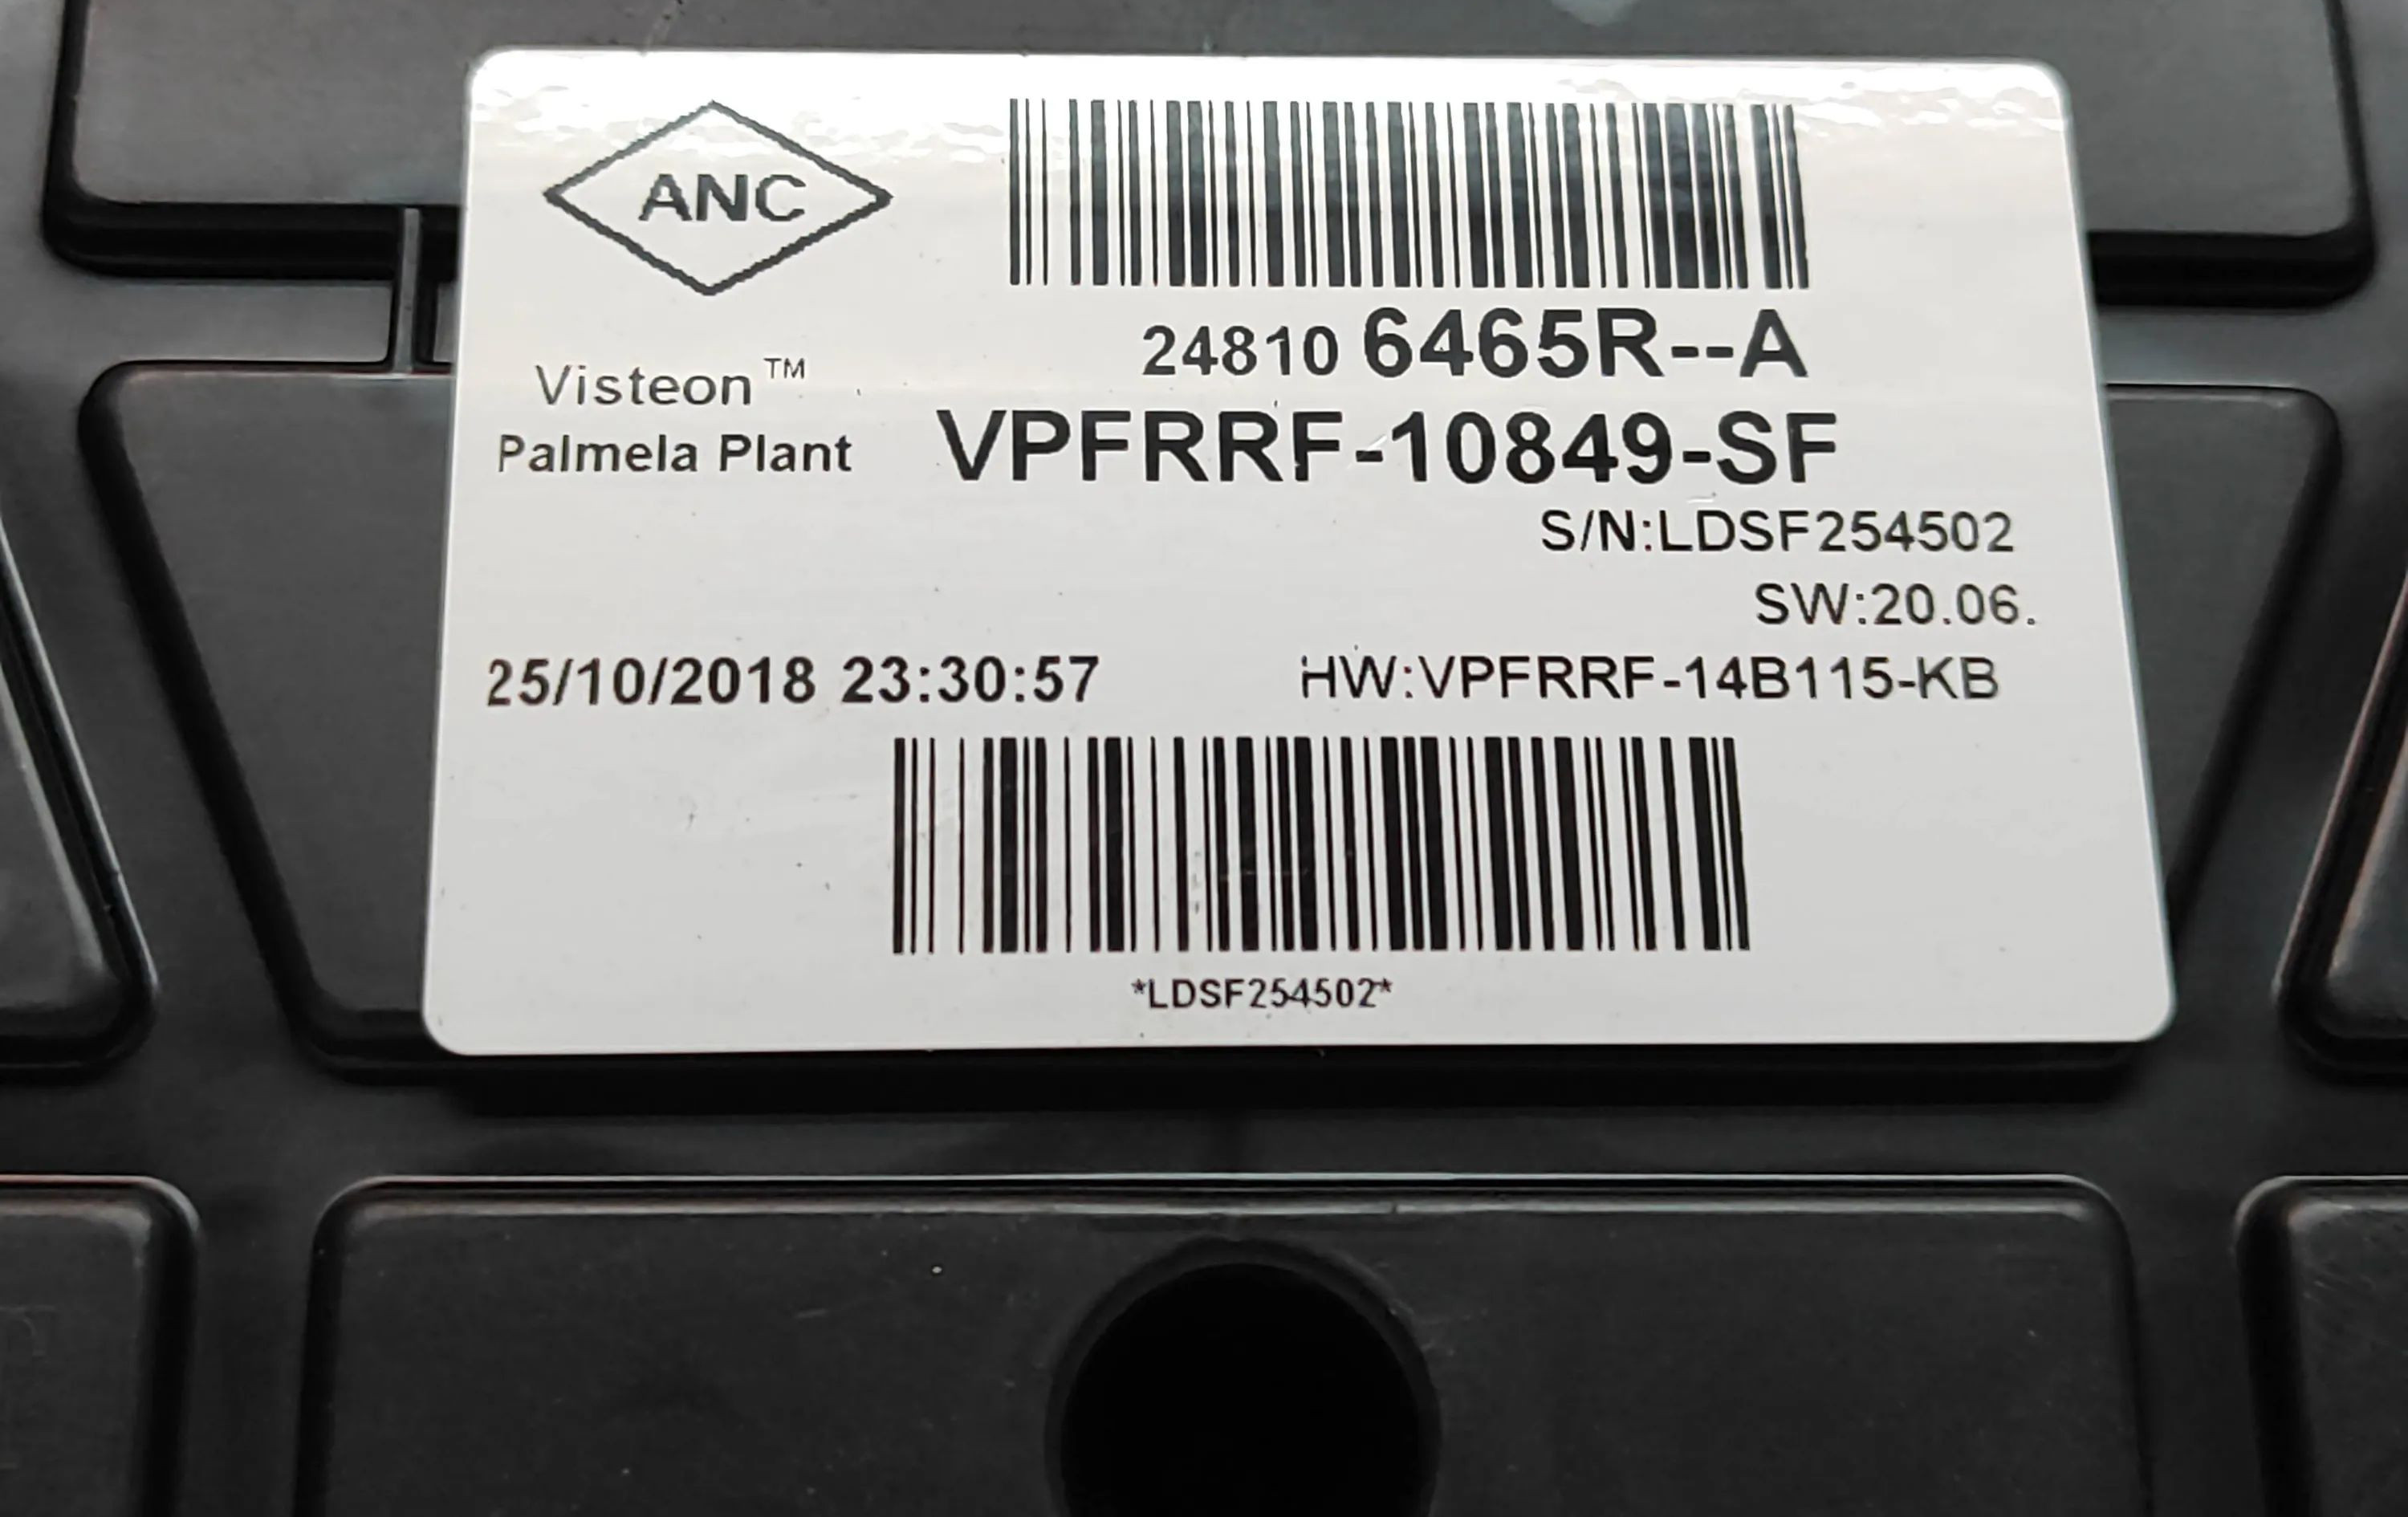 ANC
24810 6465R--A
Visteon™
Palmela Plant
VPFRRF-10849-SF
S/N:LDSF254502
SW:20.06.
25/10/2018 23:30:57
HW:VPFRRF-14B115-KB
*LDSF254502*